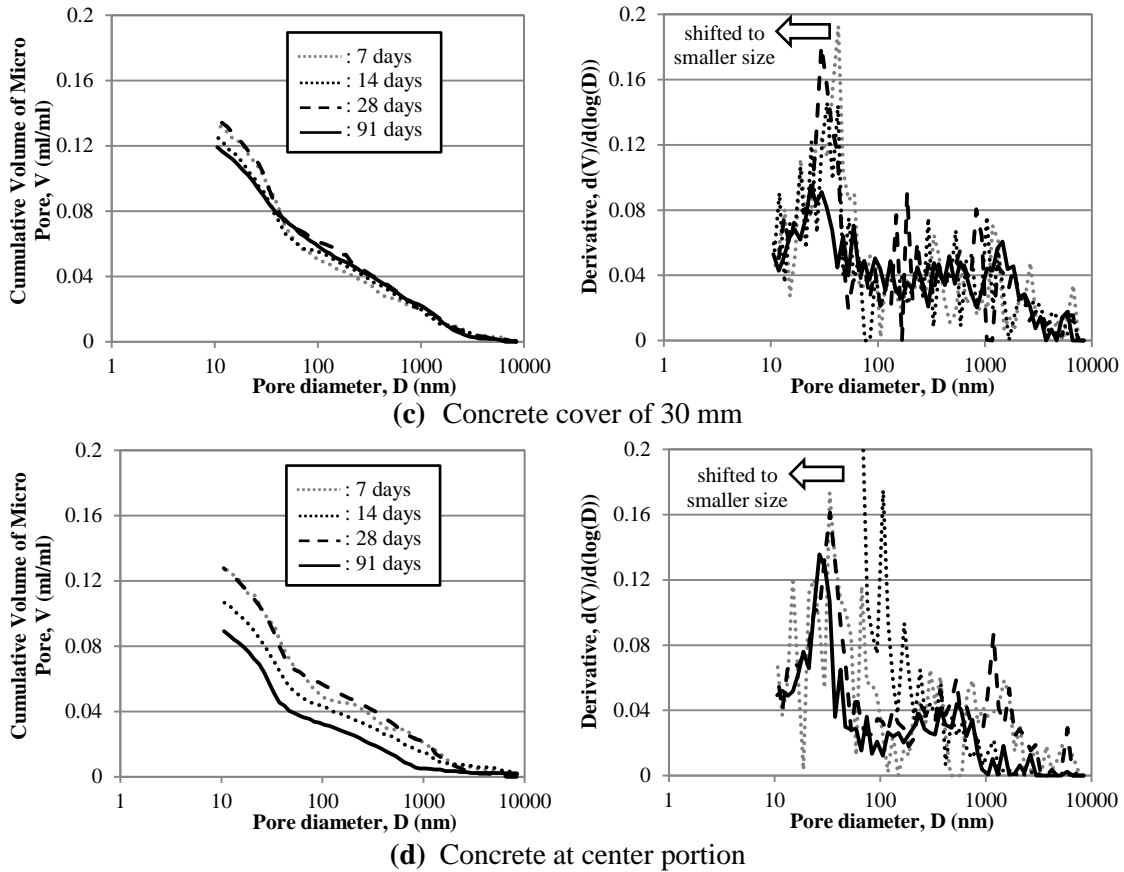 Cumulative Volume of Micro
Pore, V (ml/ml)
0.2
0.16
0.12
0.08
0.04
0
: 7 days
: 14 days
: 28 days
: 91 days
1
10
100
1000
10000
Pore diameter, D (nm)
Derivative, d(V)/d(log(D))
0.2
0.16
0.12
0.08
0.04
0
shifted to
smaller size
1
10
100
1000
10000
Pore diameter, D (nm)
(c) Concrete cover of 30 mm
Cumulative Volume of Micro
Pore, V (ml/ml)
0.2
0.16
0.12
0.08
0.04
0
: 7 days
: 14 days
: 28 days
: 91 days
1
10
100
1000
10000
Pore diameter, D (nm)
Derivative, d(V)/d(log(D))
0.2
0.16
0.12
0.08
0.04
0
shifted to
smaller size
1
10
100
1000
10000
Pore diameter, D (nm)
(d) Concrete at center portion